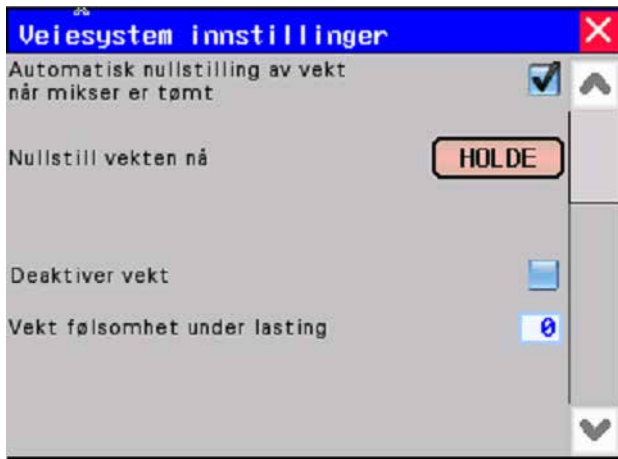 Veiesystem innstillinger
Automatisk nullstilling av vekt
når mikser er tømt
Nullstill vekten nå
HOLDE
Deaktiver vekt
Vekt følsomhet under lasting
0